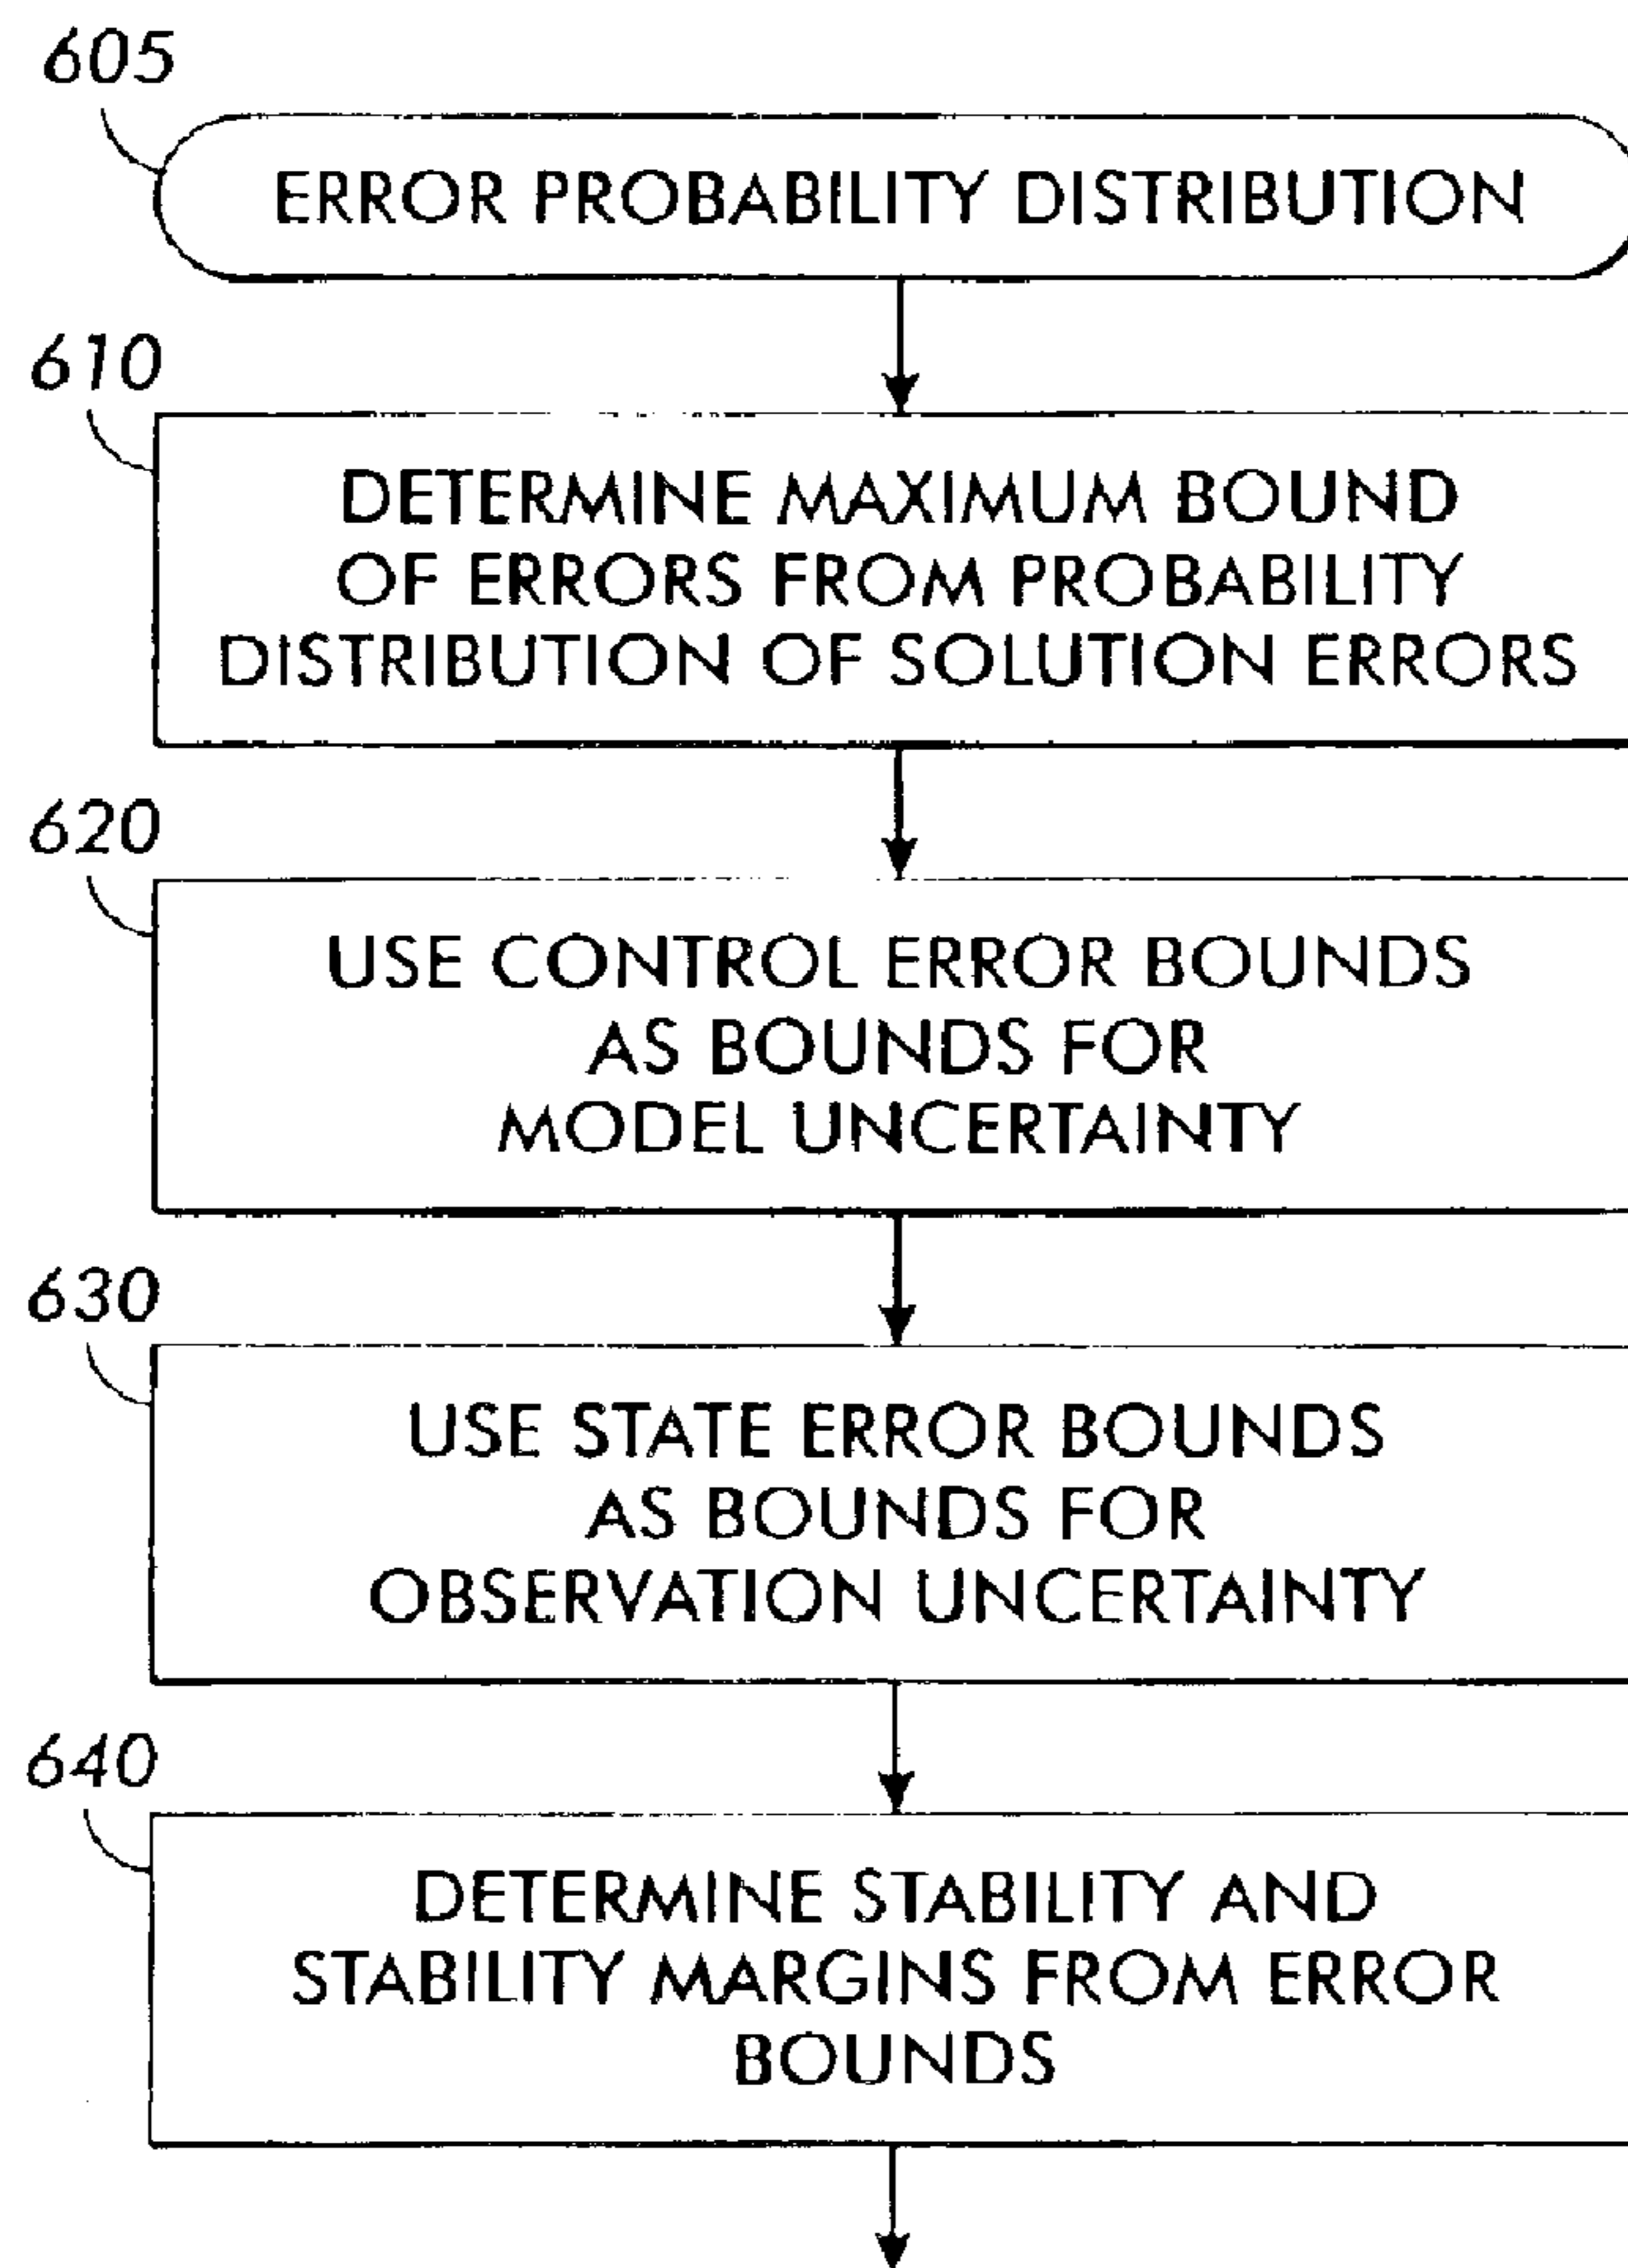 605
ERROR PROBABILITY DISTRIBUTION
610
DETERMINE MAXIMUM BOUND
OF ERRORS FROM PROBABILITY
DISTRIBUTION OF SOLUTION ERRORS
620
USE CONTROL ERROR BOUNDS
AS BOUNDS FOR
MODEL UNCERTAINTY
630
USE STATE ERROR BOUNDS
AS BOUNDS FOR
OBSERVATION UNCERTAINTY
640
DETERMINE STABILITY AND
STABILITY MARGINS FROM ERROR
BOUNDS